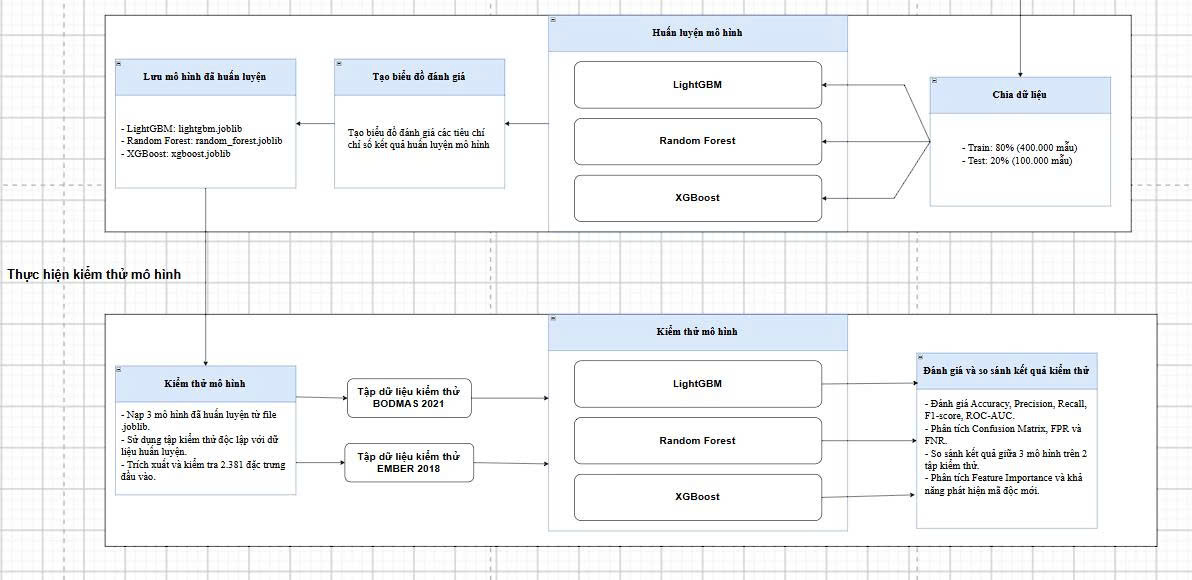 Huấn luyện mô hình
LightGBM
Random Forest
XGBoost
Chia dữ liệu
- Train: 80% (400.000 mẫu)
- Test: 20% (100.000 mẫu)
Tạo biểu đồ đánh giá
Tạo biểu đồ đánh giá các tiêu chí
chỉ số kết quả huấn luyện mô hình
Lưu mô hình đã huấn luyện
- LightGBM: lightgbm.joblib
- Random Forest: random_forest.joblib
- XGBoost: xgboost.joblib
Thực hiện kiểm thử mô hình
Kiểm thử mô hình
- Nạp 3 mô hình đã huấn luyện từ file
.joblib.
- Sử dụng tập kiểm thử độc lập với dữ
liệu huấn luyện.
- Trích xuất và kiểm tra 2.381 đặc trưng
đầu vào.
Tập dữ liệu kiểm thử
BODMAS 2021
Tập dữ liệu kiểm thử
EMBER 2018
Kiểm thử mô hình
LightGBM
Random Forest
XGBoost
Đánh giá và so sánh kết quả kiểm thử
- Đánh giá Accuracy, Precision, Recall,
F1-score, ROC-AUC.
- Phân tích Confusion Matrix, FPR và
FNR.
- So sánh kết quả giữa 3 mô hình trên 2
tập kiểm thử.
- Phân tích Feature Importance và khả
năng phát hiện mã độc mới.